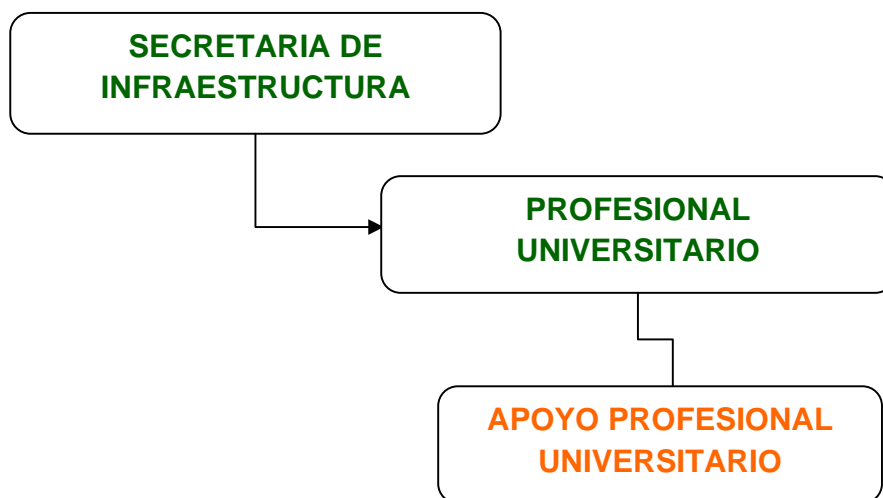 SECRETARIA DE
INFRAESTRUCTURA
PROFESIONAL
UNIVERSITARIO
APOYO PROFESIONAL
UNIVERSITARIO